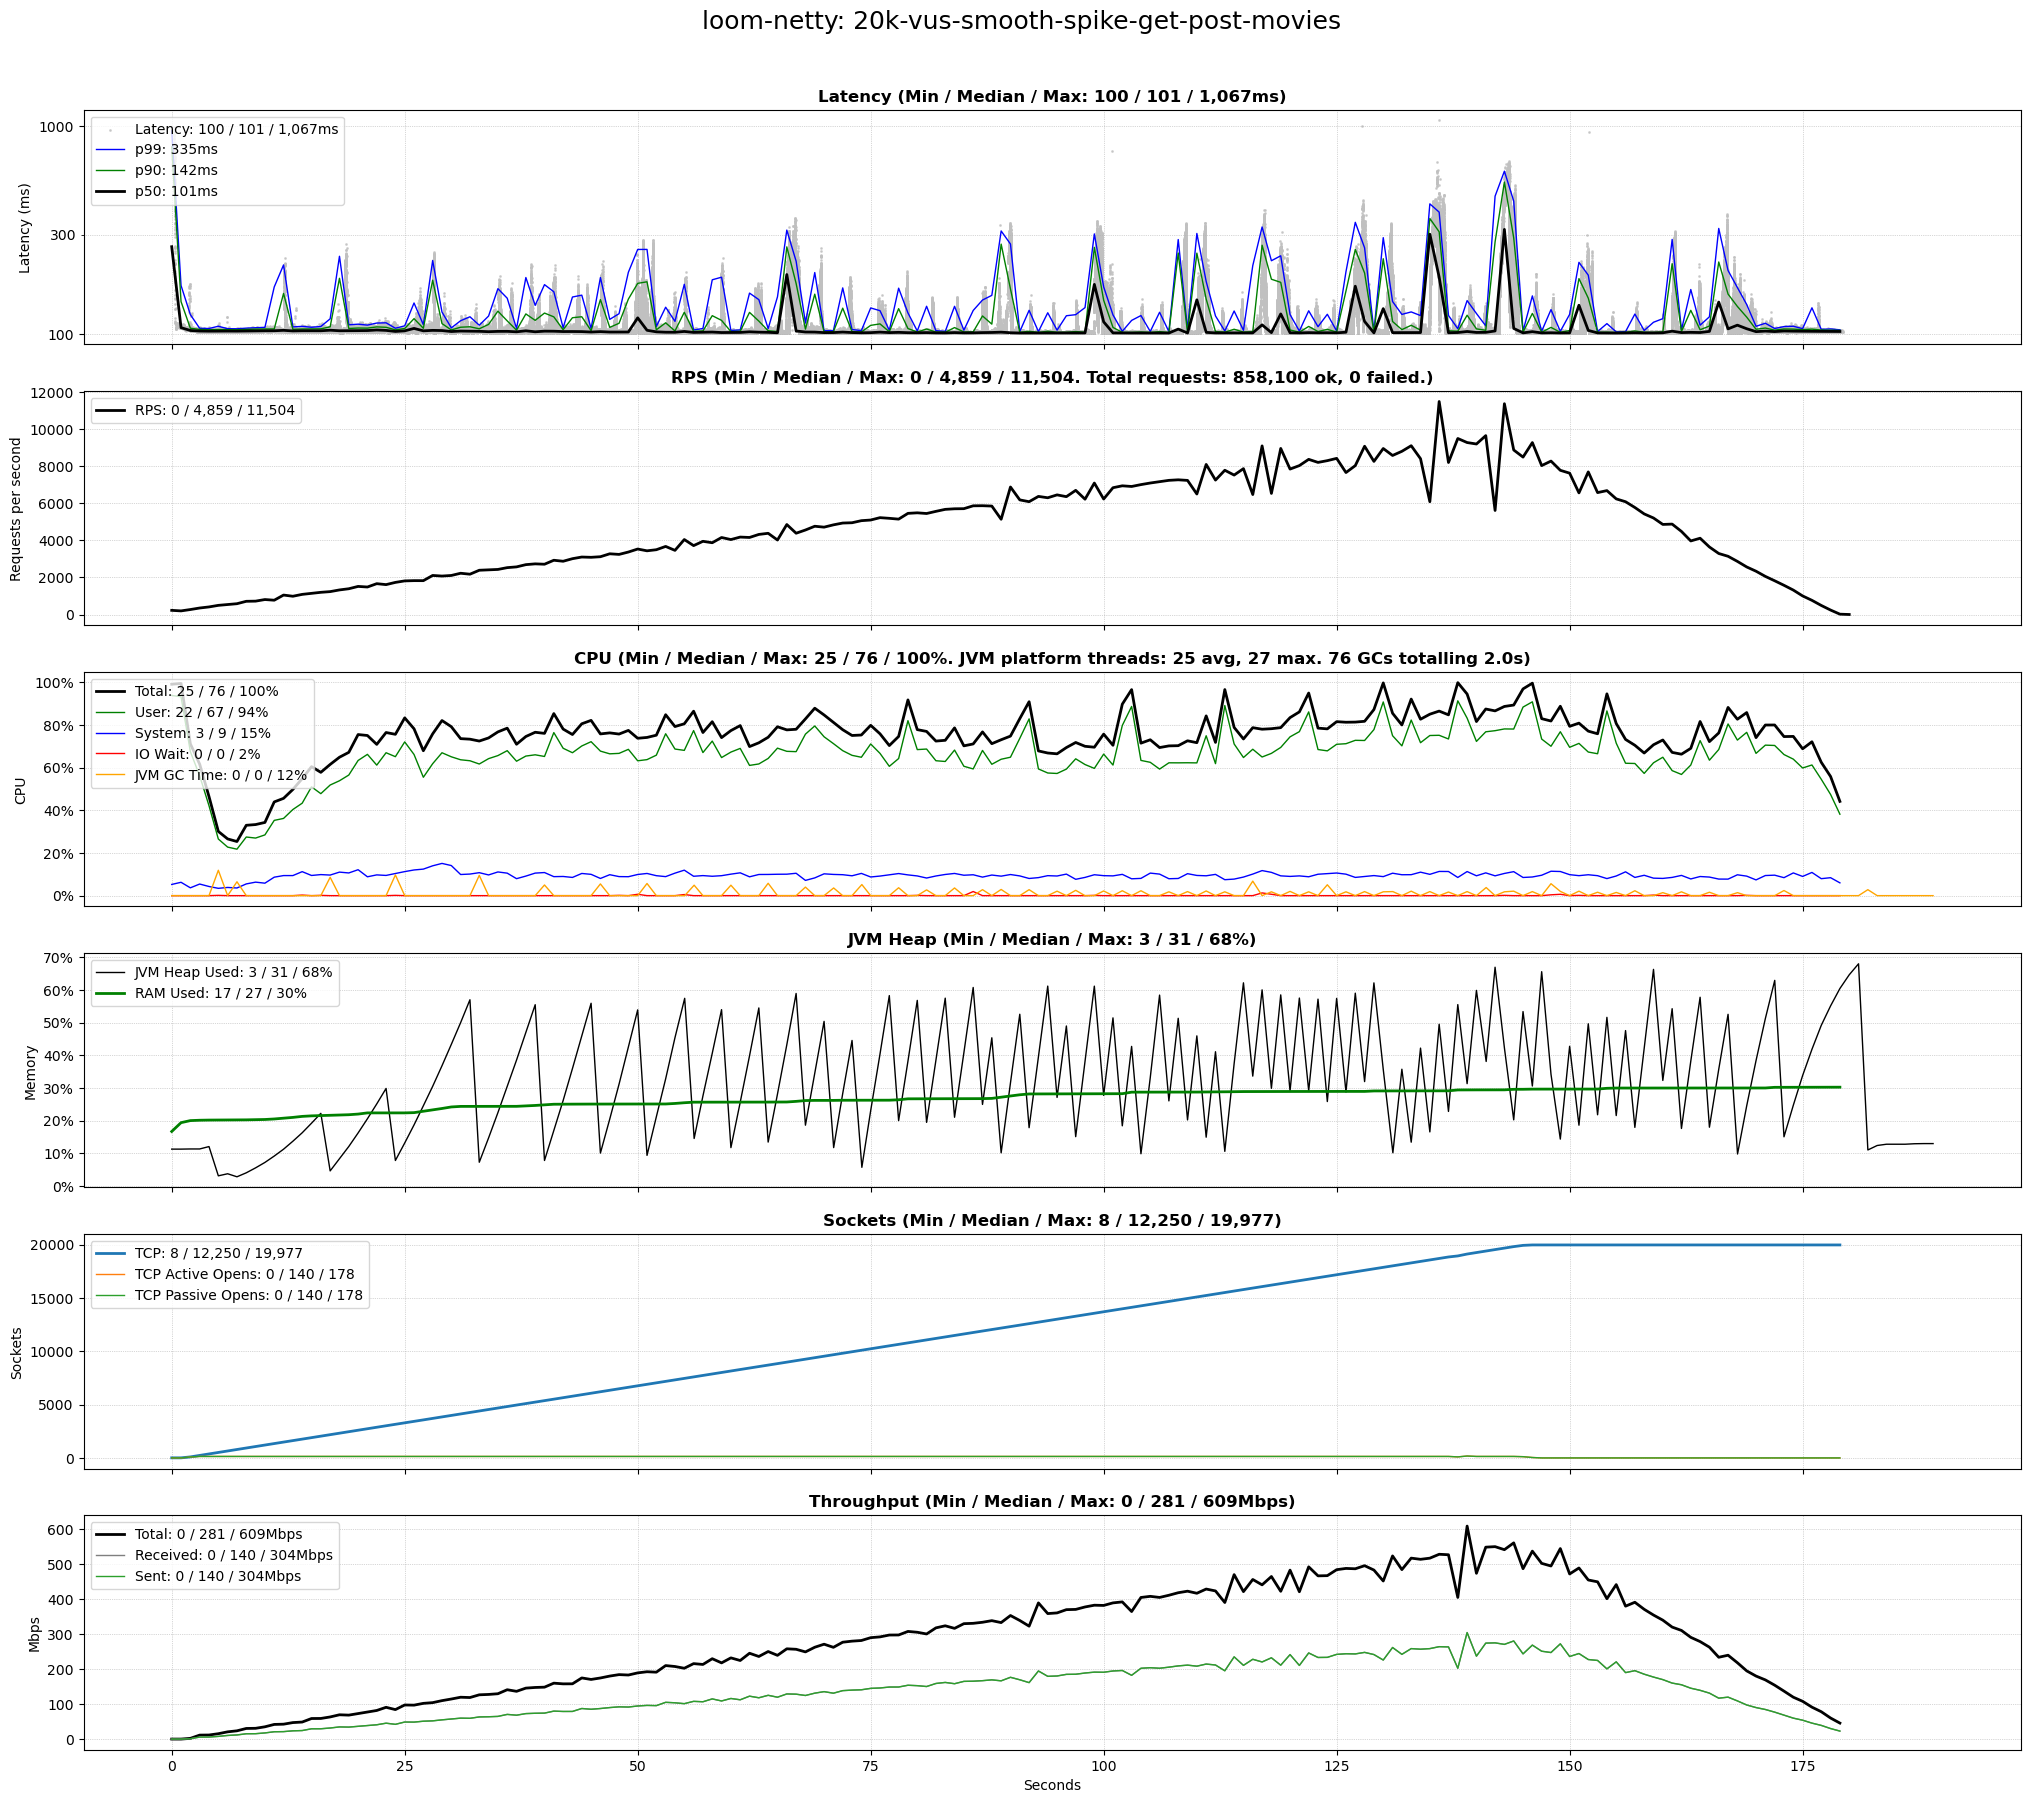 loom-netty: 20k-vus-smooth-spike-get-post-movies
Latency (Min / Median / Max: 100 / 101 / 1,067ms)
Latency: 100 / 101 / 1,067ms
p99: 335ms
p90: 142ms
p50: 101ms
1000
300
100
Latency (ms)
RPS (Min / Median / Max: 0 / 4,859 / 11,504. Total requests: 858,100 ok, 0 failed.)
RPS: 0 / 4,859 / 11,504
12000
10000
8000
6000
4000
2000
0
Requests per second
CPU (Min / Median / Max: 25 / 76 / 100%. JVM platform threads: 25 avg, 27 max. 76 GCs totalling 2.0s)
Total: 25 / 76 / 100%
User: 22 / 67 / 94%
System: 3 / 9 / 15%
IO Wait: 0 / 0 / 2%
JVM GC Time: 0 / 0 / 12%
100%
80%
60%
40%
20%
0%
CPU
JVM Heap (Min / Median / Max: 3 / 31 / 68%)
JVM Heap Used: 3 / 31 / 68%
RAM Used: 17 / 27 / 30%
70%
60%
50%
40%
30%
20%
10%
0%
Memory
Sockets (Min / Median / Max: 8 / 12,250 / 19,977)
TCP: 8 / 12,250 / 19,977
TCP Active Opens: 0 / 140 / 178
TCP Passive Opens: 0 / 140 / 178
20000
15000
10000
5000
0
Sockets
Throughput (Min / Median / Max: 0 / 281 / 609Mbps)
Total: 0 / 281 / 609Mbps
Received: 0 / 140 / 304Mbps
Sent: 0 / 140 / 304Mbps
600
500
400
300
200
100
0
Mbps
0 25 50 75 100 125 150 175
Seconds